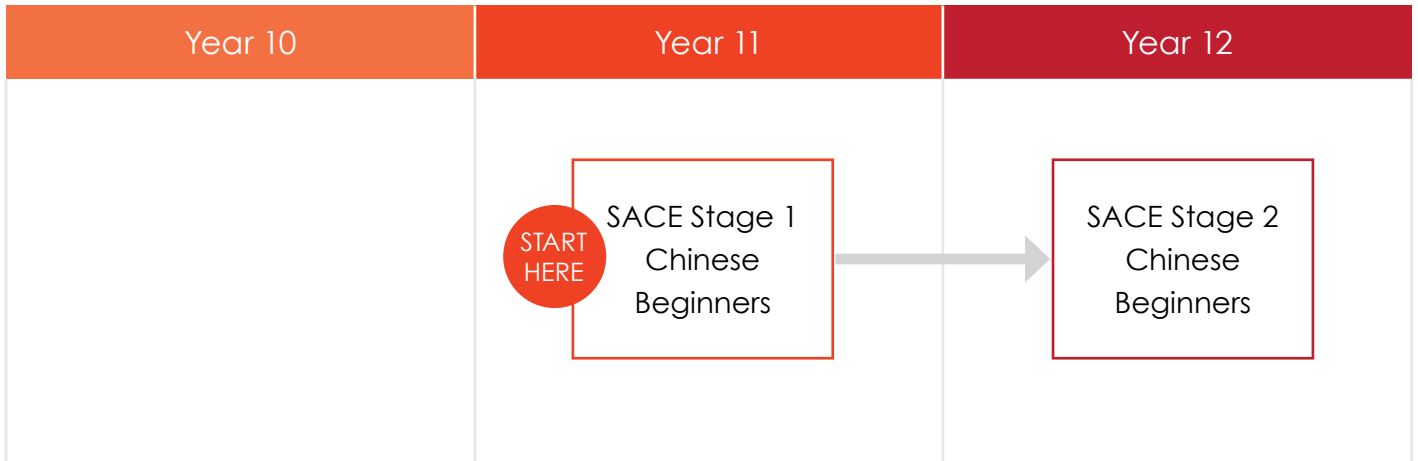 Year 10
Year 11
Year 12
START
HERE
SACE Stage 1
Chinese
Beginners
SACE Stage 2
Chinese
Beginners